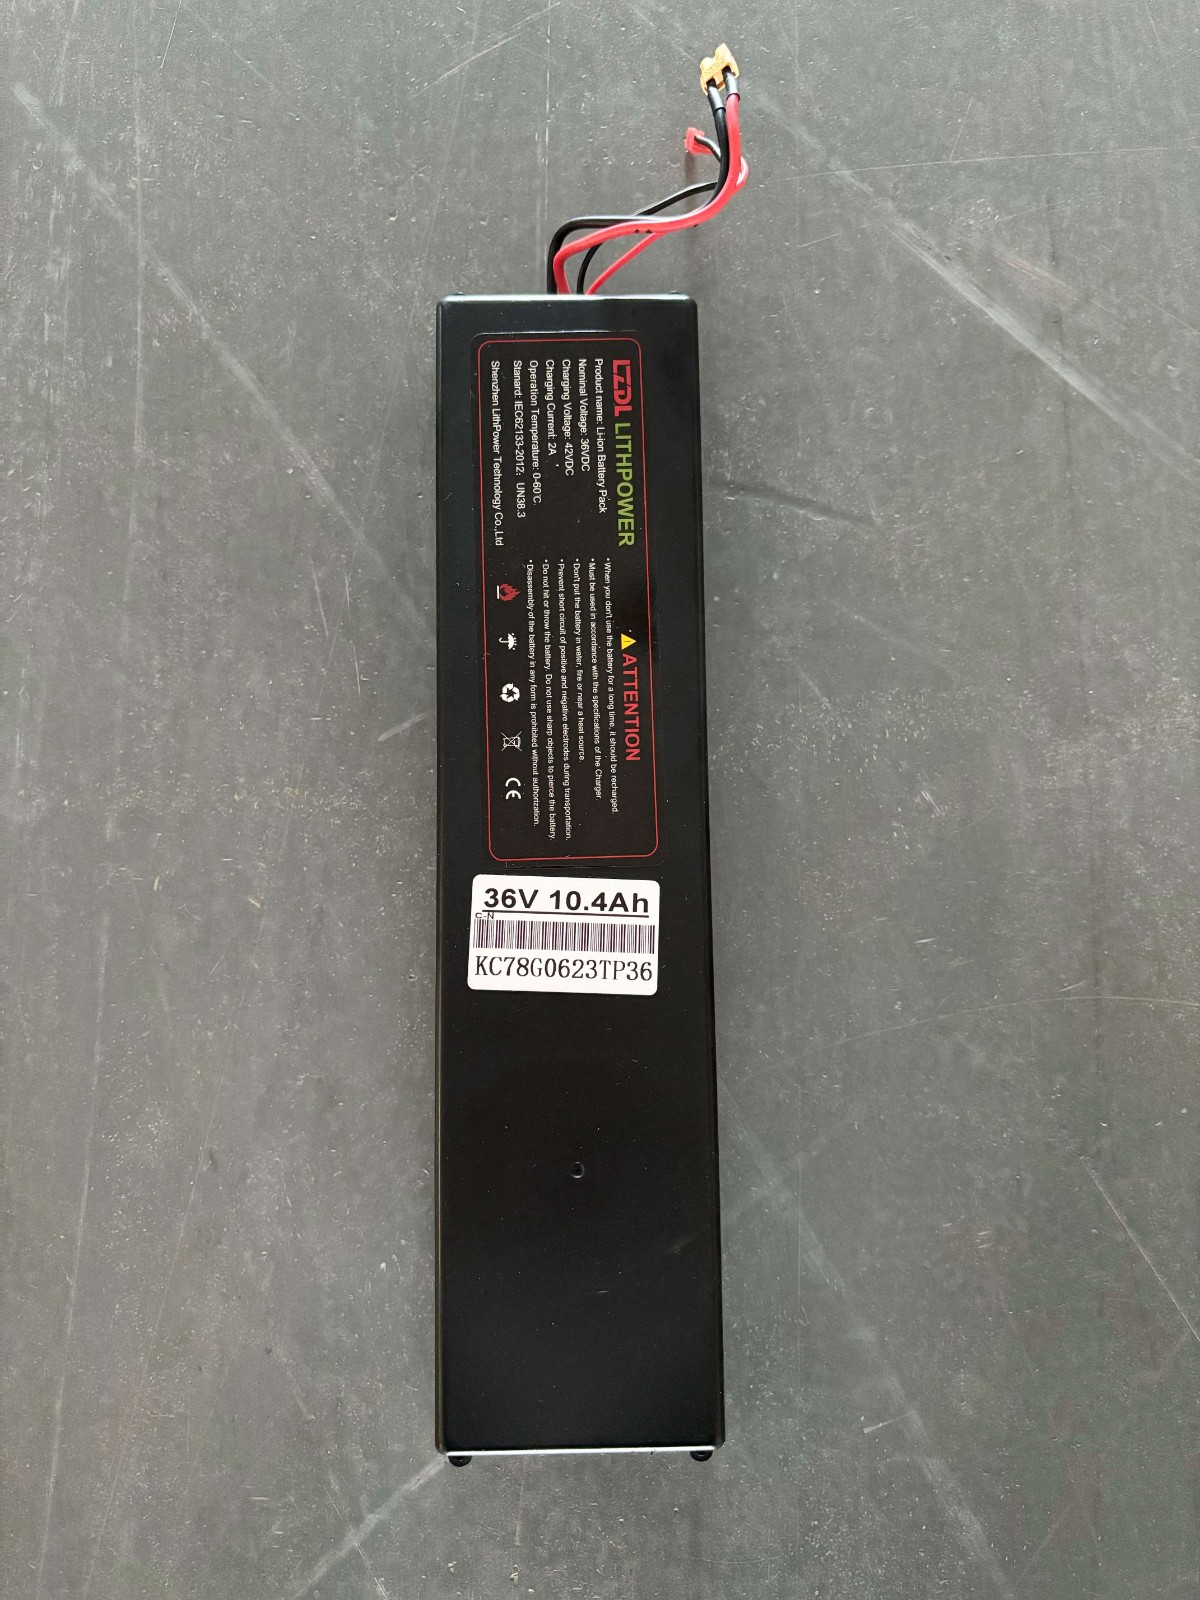 LZDL LITHPOWER
Product name: Li-ion Battery Pack
Nominal Voltage: 36VDC
Charging Voltage: 42VDC
Charging Current: 2A
Operation Temperature: 0-60℃.
Stanard: IEC62133-2012; UN38.3
Shenzhen LithPower Technology Co.,Ltd
ATTENTION
•When you don't use the battery for a long time, it should be recharged.
•Must be used in accordance with the specifications of the Charger.
•Don't put the battery in water, fire or near a heat source.
•Prevent short circuit of positive and negative electrodes during transportation.
•Do not hit or throw the battery. Do not use sharp objects to pierce the battery.
•Disassembly of the battery in any form is prohibited without authorization.
CE
36V 10.4Ah
C-N
KC78G0623TP36